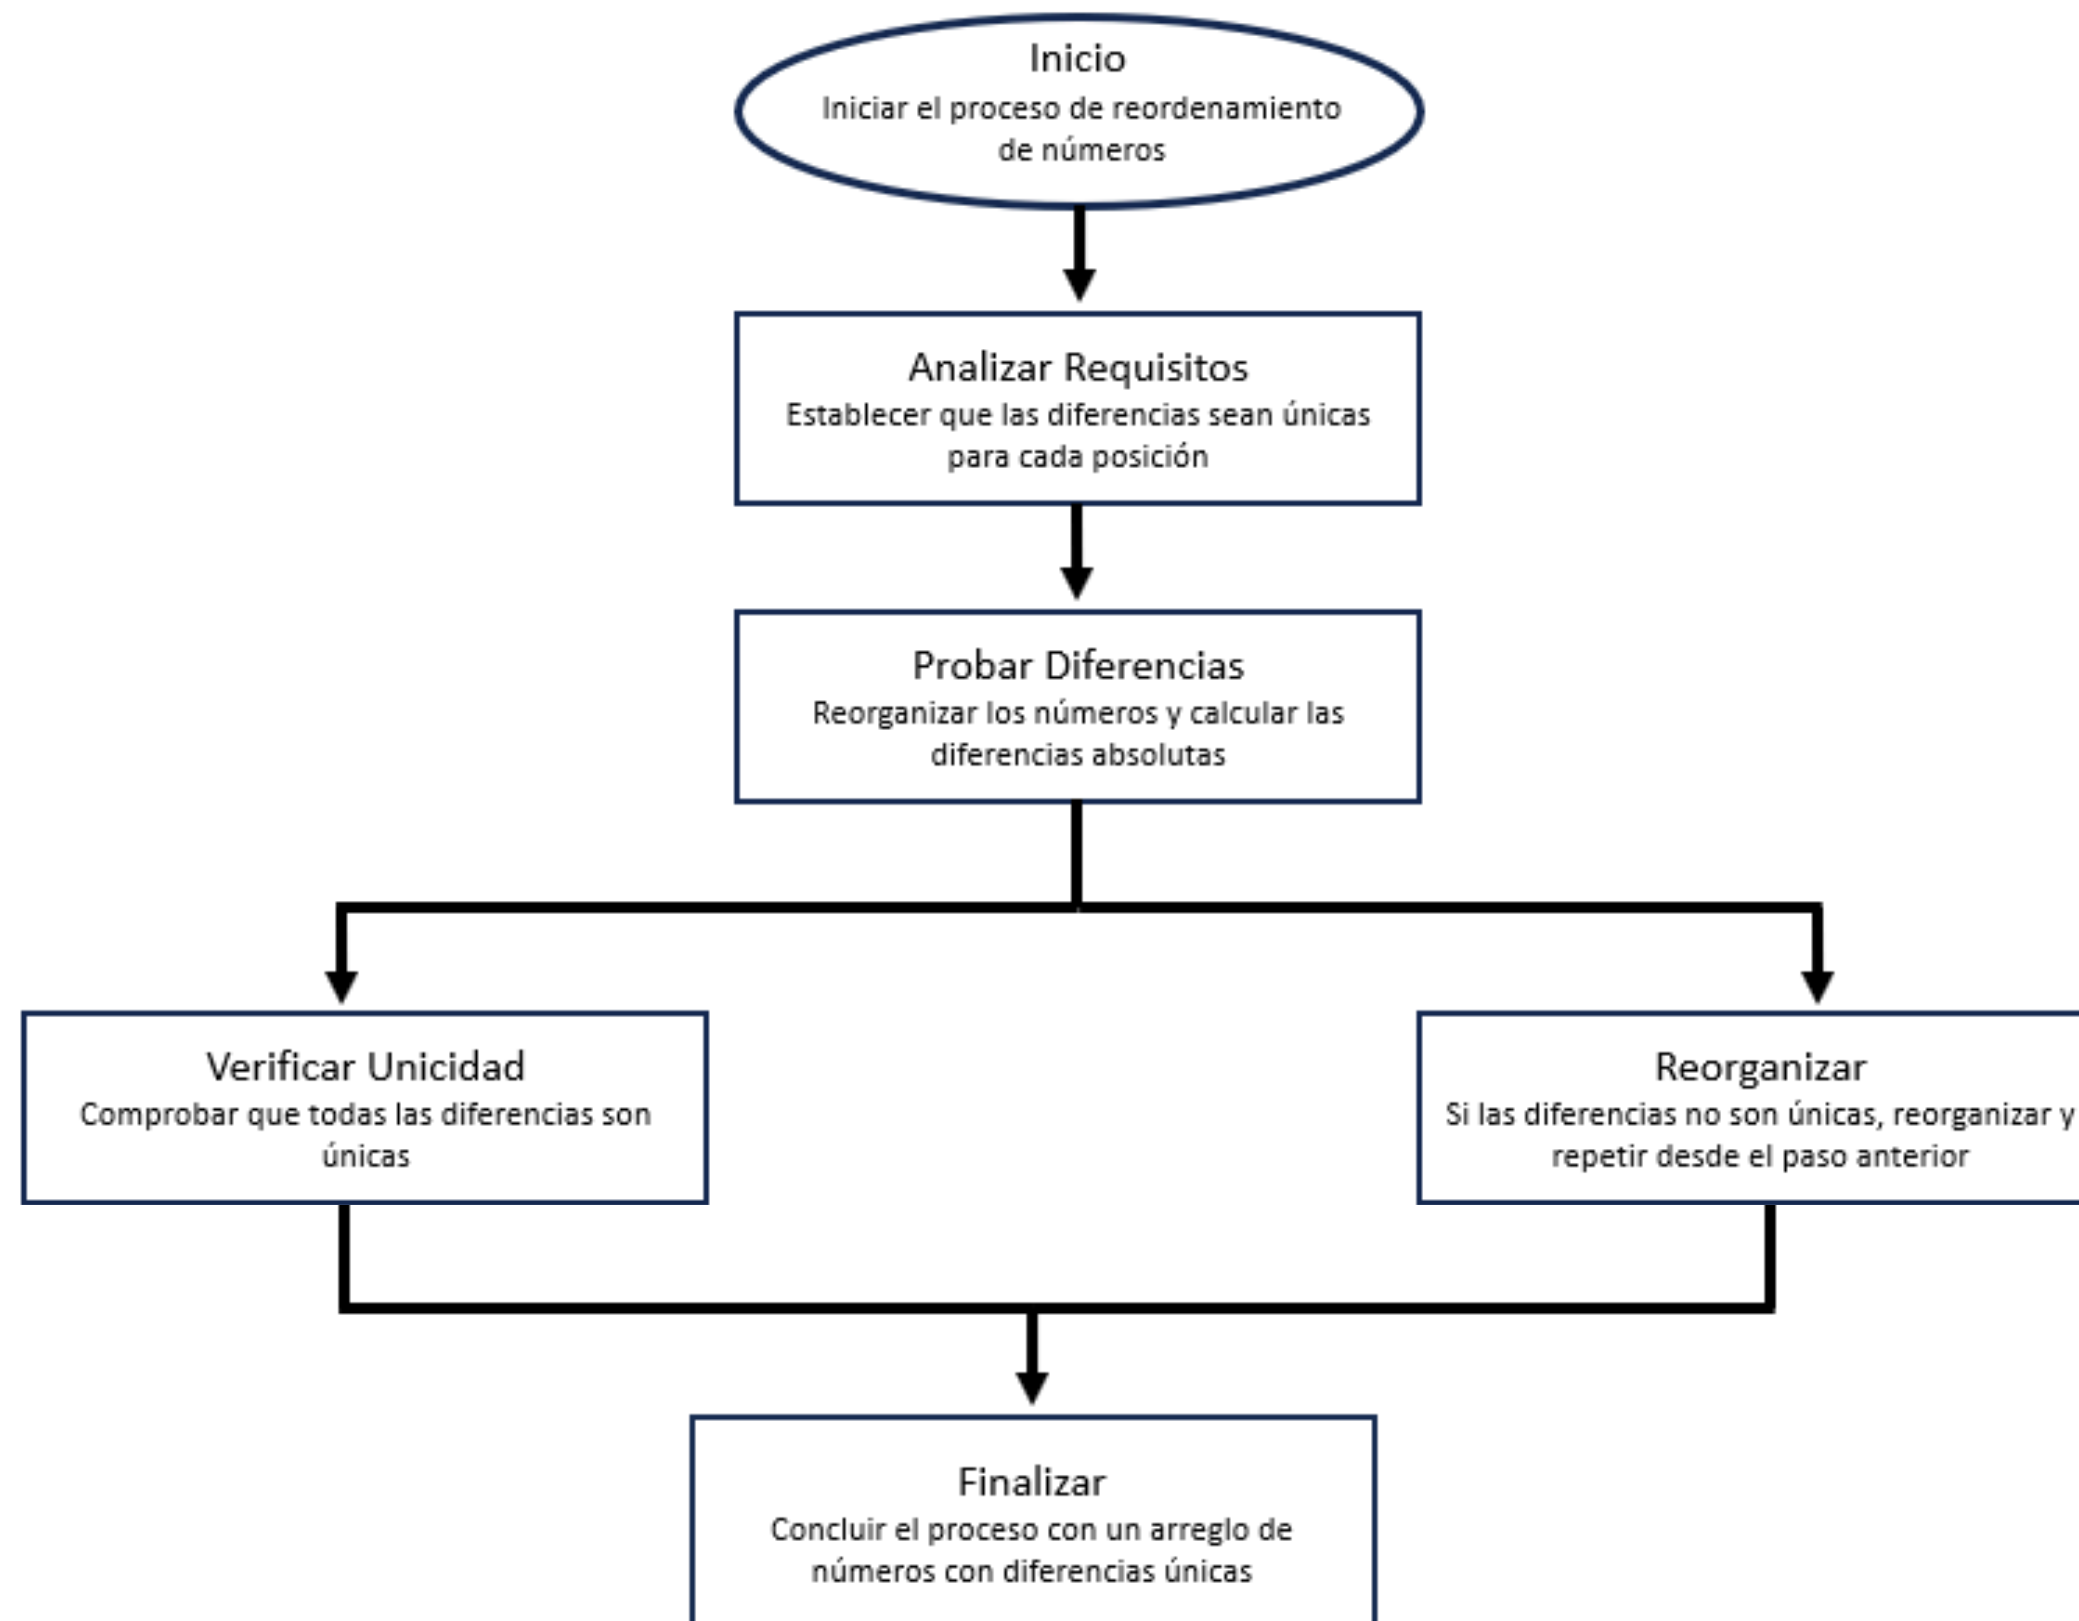 Inicio
Iniciar el proceso de reordenamiento
de números
Analizar Requisitos
Establecer que las diferencias sean únicas
para cada posición
Probar Diferencias
Reorganizar los números y calcular las
diferencias absolutas
Verificar Unicidad
Comprobar que todas las diferencias son
únicas
Reorganizar
Si las diferencias no son únicas, reorganizar y
repetir desde el paso anterior
Finalizar
Concluir el proceso con un arreglo de
números con diferencias únicas